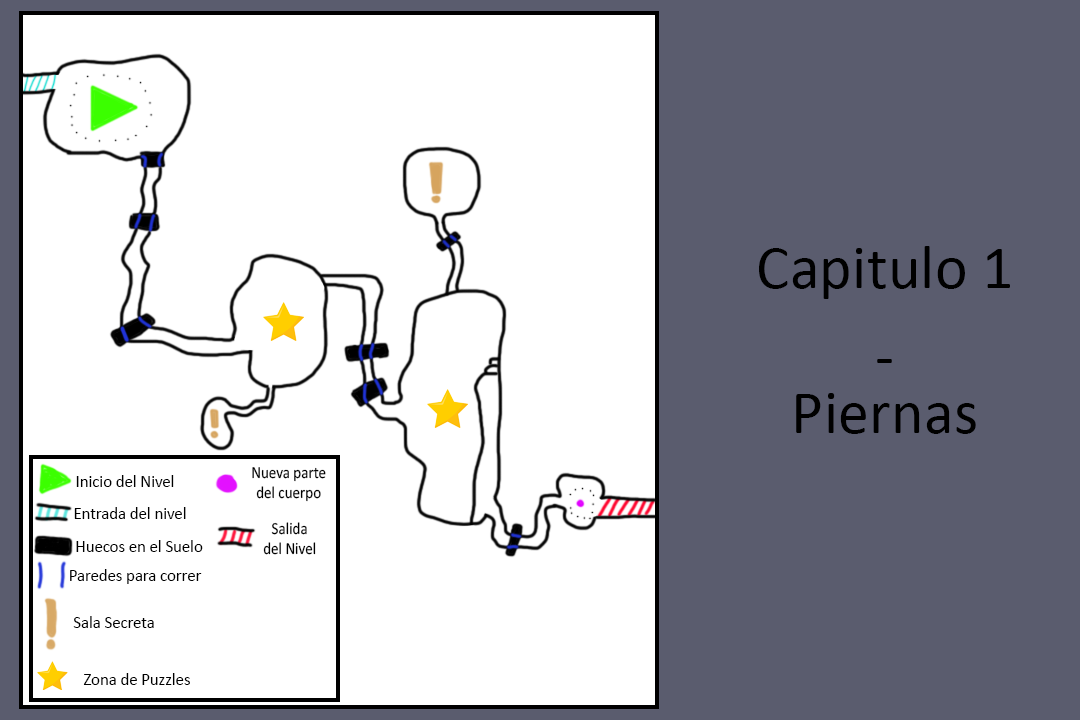 Capitulo 1
-
Piernas
Inicio del Nivel
Entrada del nivel
Huecos en el Suelo
Paredes para correr
Sala Secreta
Zona de Puzzles
Nueva parte
del cuerpo
Salida
del Nivel